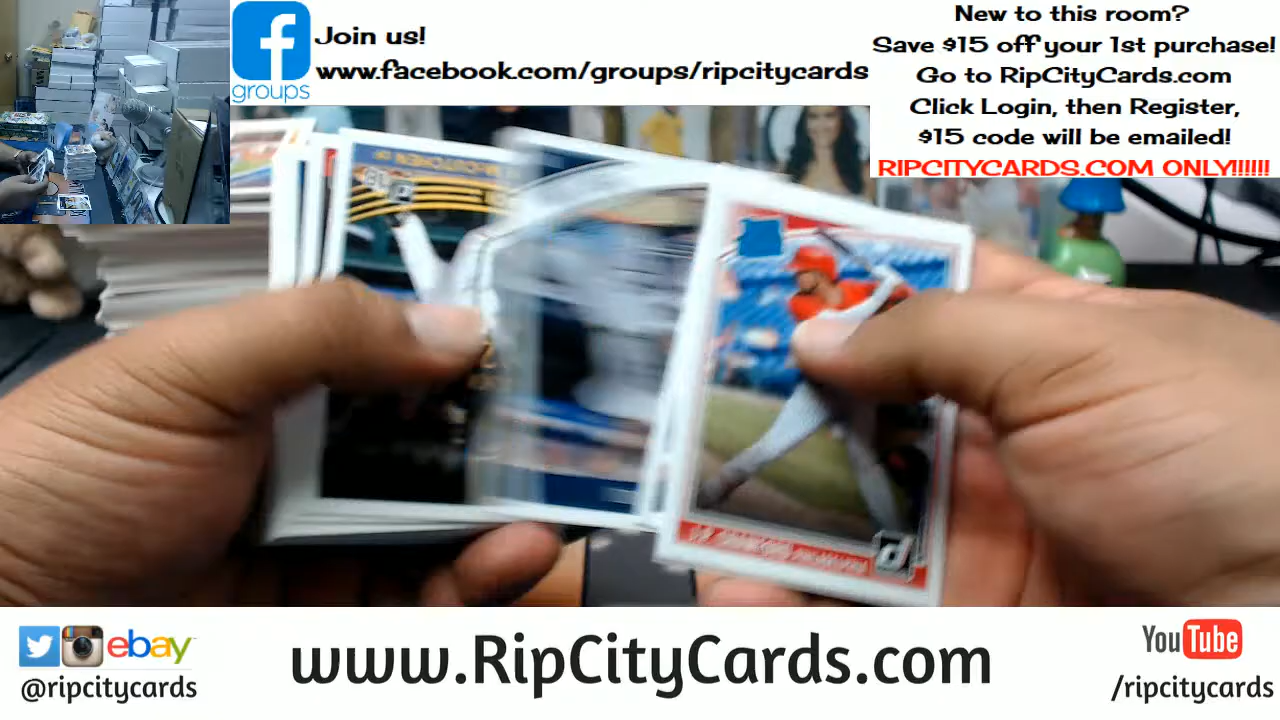 groups
Join us!
www.facebook.com/groups/ripcitycards
New to this room?
Save $15 off your 1st purchase!
Go to RipCityCards.com
Click Login, then Register,
$15 code will be emailed!
RIPCITYCARDS.COM ONLY!!!!!!
ebay
@ripcitycards
www.RipCityCards.com
YouTube
/ripcitycards